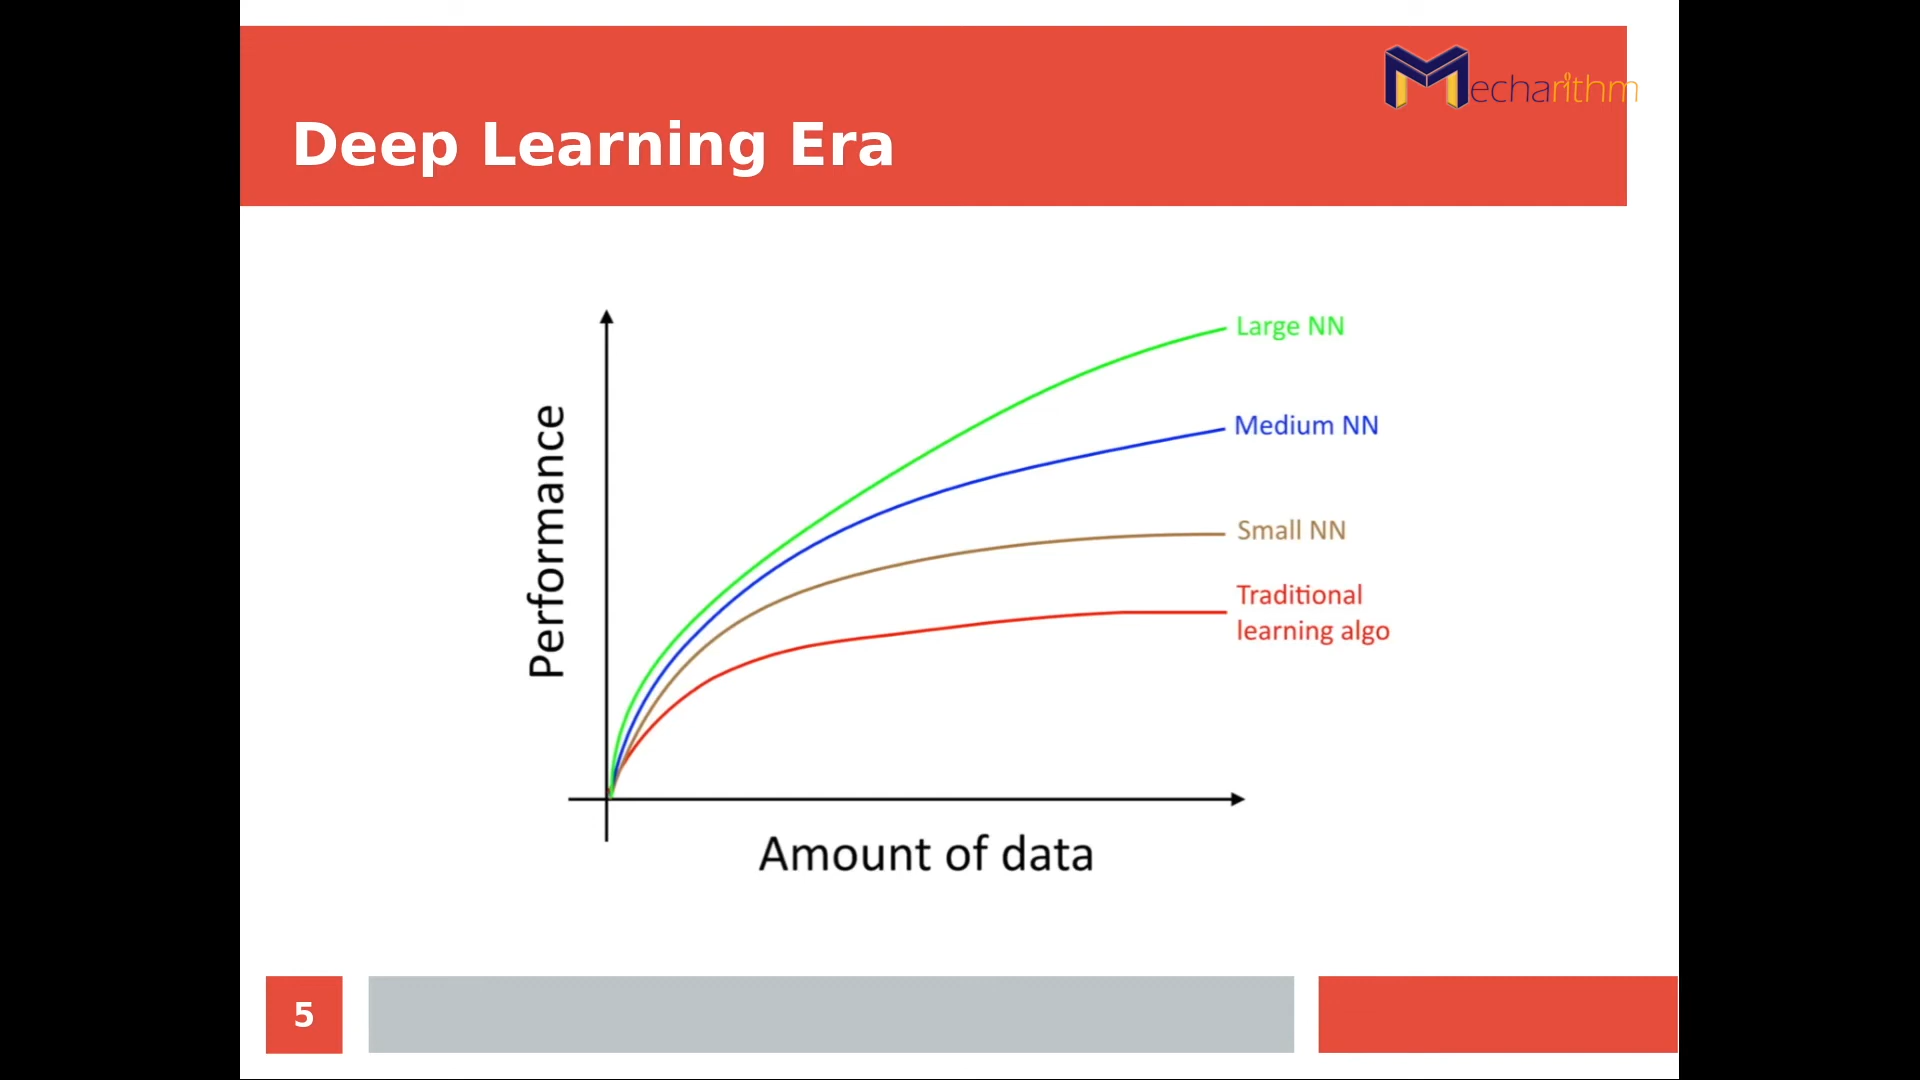 Mecharithm
Deep Learning Era
Large NN
Medium NN
Small NN
Traditional
learning algo
Performance
Amount of data
5